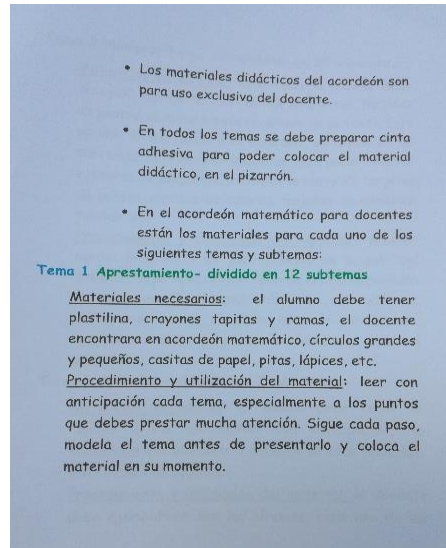 • Los materiales didácticos del acordeón son
para uso exclusivo del docente.
• En todos los temas se debe preparar cinta
adhesiva para poder colocar el material
didáctico, en el pizarrón.
• En el acordeón matemático para docentes
están los materiales para cada uno de los
siguientes temas y subtemas:
Tema 1 Aprestamiento- dividido en 12 subtemas
Materiales necesarios: el alumno debe tener
plastilina, crayones tapitas y ramas, el docente
encontrara en acordeón matemático, círculos grandes
y pequeños, casitas de papel, pitas, lápices, etc.
Procedimiento y utilización del material: leer con
anticipación cada tema, especialmente a los puntos
que debes prestar mucha atención. Sigue cada paso,
modela el tema antes de presentarlo y coloca el
material en su momento.